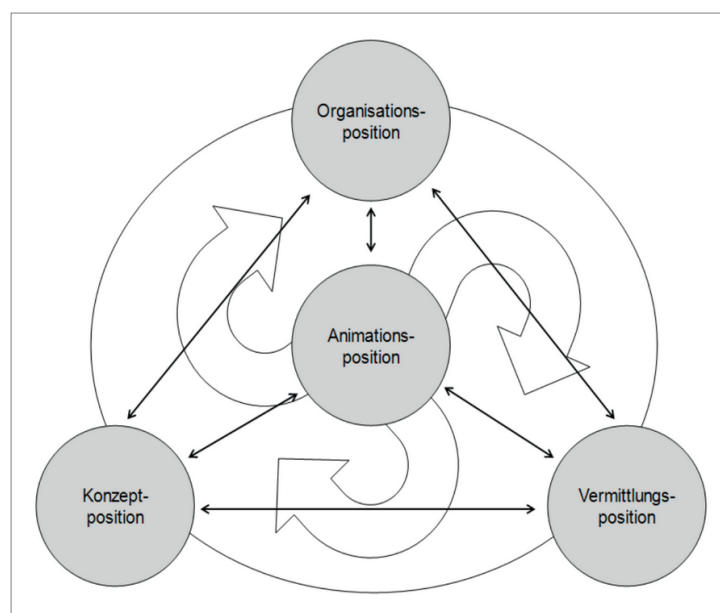 Organisations-
position
Animations-
position
Konzept-
position
Vermittlungs-
position